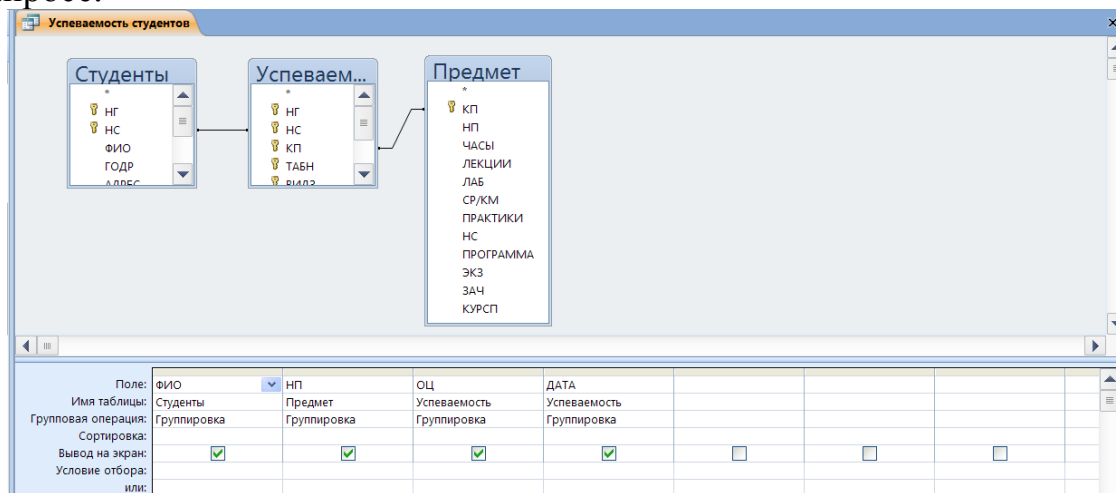 Успеваемость студентов
Студенты
*
НГ
НС
ФИО
ГОДР
Успеваем...
*
НГ
НС
КП
ТАБН
Предмет
*
КП
НП
ЧАСЫ
ЛЕКЦИИ
ЛАБ
СР/КМ
ПРАКТИКИ
НС
ПРОГРАММА
ЭКЗ
ЗАЧ
КУРСП
Поле: ФИО НП ОЦ ДАТА
Имя таблицы: Студенты Предмет Успеваемость Успеваемость
Групповая операция: Группировка Группировка Группировка Группировка
Сортировка:
Вывод на экран:
Условие отбора:
или: